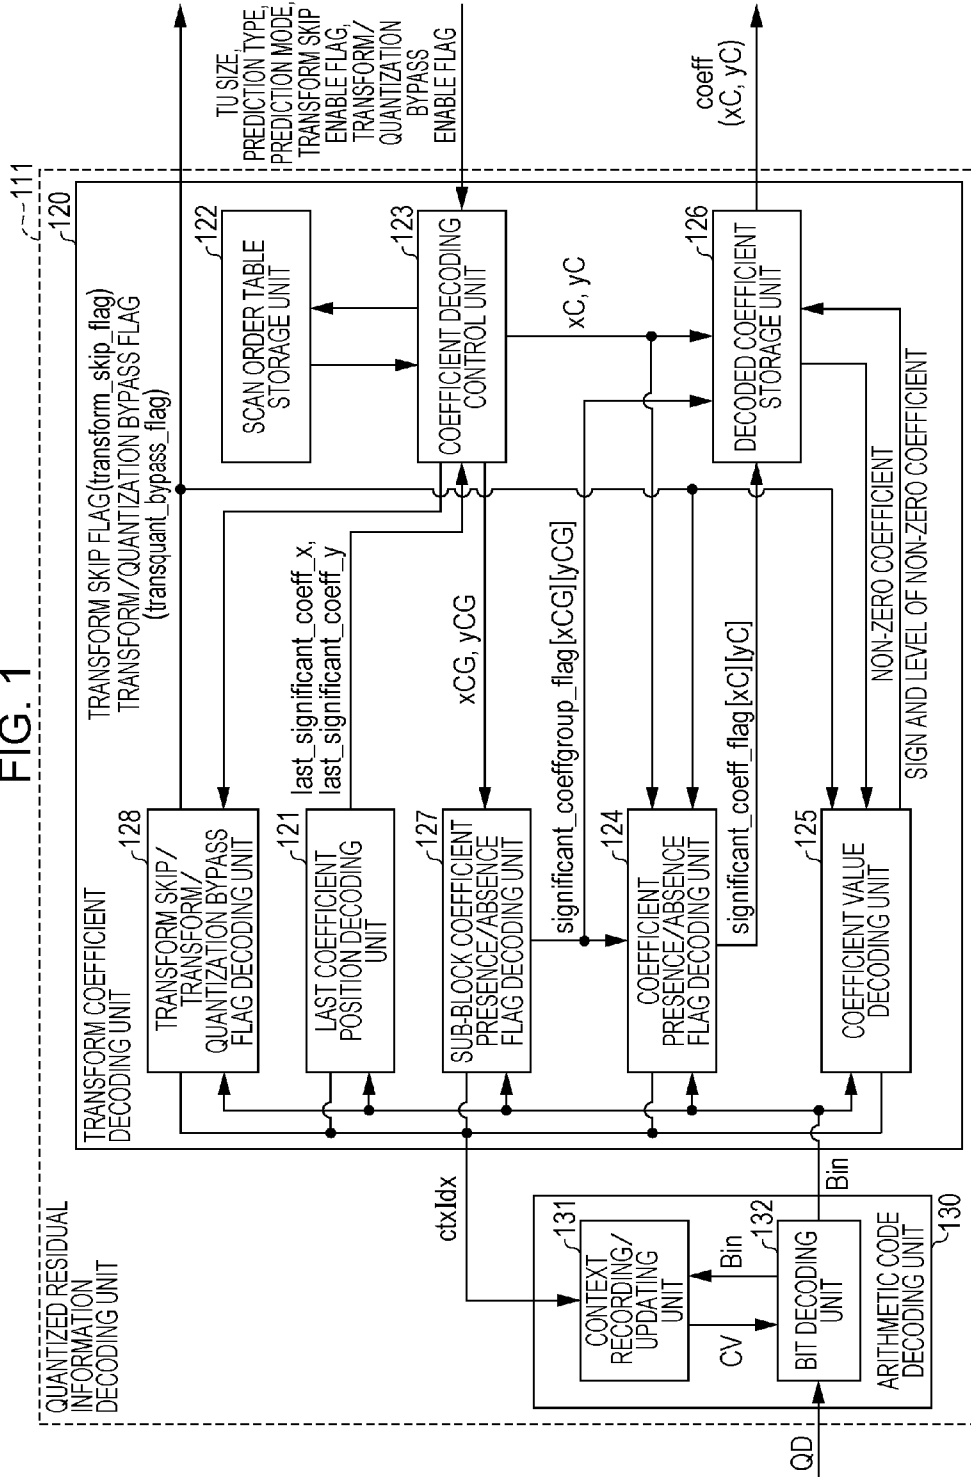 FIG. 1
111
QUANTIZED RESIDUAL
INFORMATION
DECODING UNIT
120
TRANSFORM COEFFICIENT
DECODING UNIT
TRANSFORM SKIP FLAG(transform_skip_flag)
TRANSFORM/QUANTIZATION BYPASS FLAG
(transquant_bypass_flag)
TU SIZE,
PREDICTION TYPE,
PREDICTION MODE,
TRANSFORM SKIP
ENABLE FLAG,
TRANSFORM/
QUANTIZATION
BYPASS
ENABLE FLAG
128
TRANSFORM SKIP/
TRANSFORM/
QUANTIZATION BYPASS
FLAG DECODING UNIT
122
SCAN ORDER TABLE
STORAGE UNIT
121
LAST COEFFICIENT
POSITION DECODING
UNIT
last_significant_coeff_x,
last_significant_coeff_y
123
COEFFICIENT DECODING
CONTROL UNIT
127
SUB-BLOCK COEFFICIENT
PRESENCE/ABSENCE
FLAG DECODING UNIT
xCG, yCG
xC, yC
significant_coeffgroup_flag[xCG][yCG]
124
COEFFICIENT
PRESENCE/ABSENCE
FLAG DECODING UNIT
significant_coeff_flag[xC][yC]
126
DECODED COEFFICIENT
STORAGE UNIT
coeff
(xC, yC)
125
COEFFICIENT VALUE
DECODING UNIT
NON-ZERO COEFFICIENT
SIGN AND LEVEL OF NON-ZERO COEFFICIENT
ctxIdx
Bin
131
CONTEXT
RECORDING/
UPDATING
UNIT
CV
Bin
132
BIT DECODING
UNIT
ARITHMETIC CODE
DECODING UNIT
130
QD